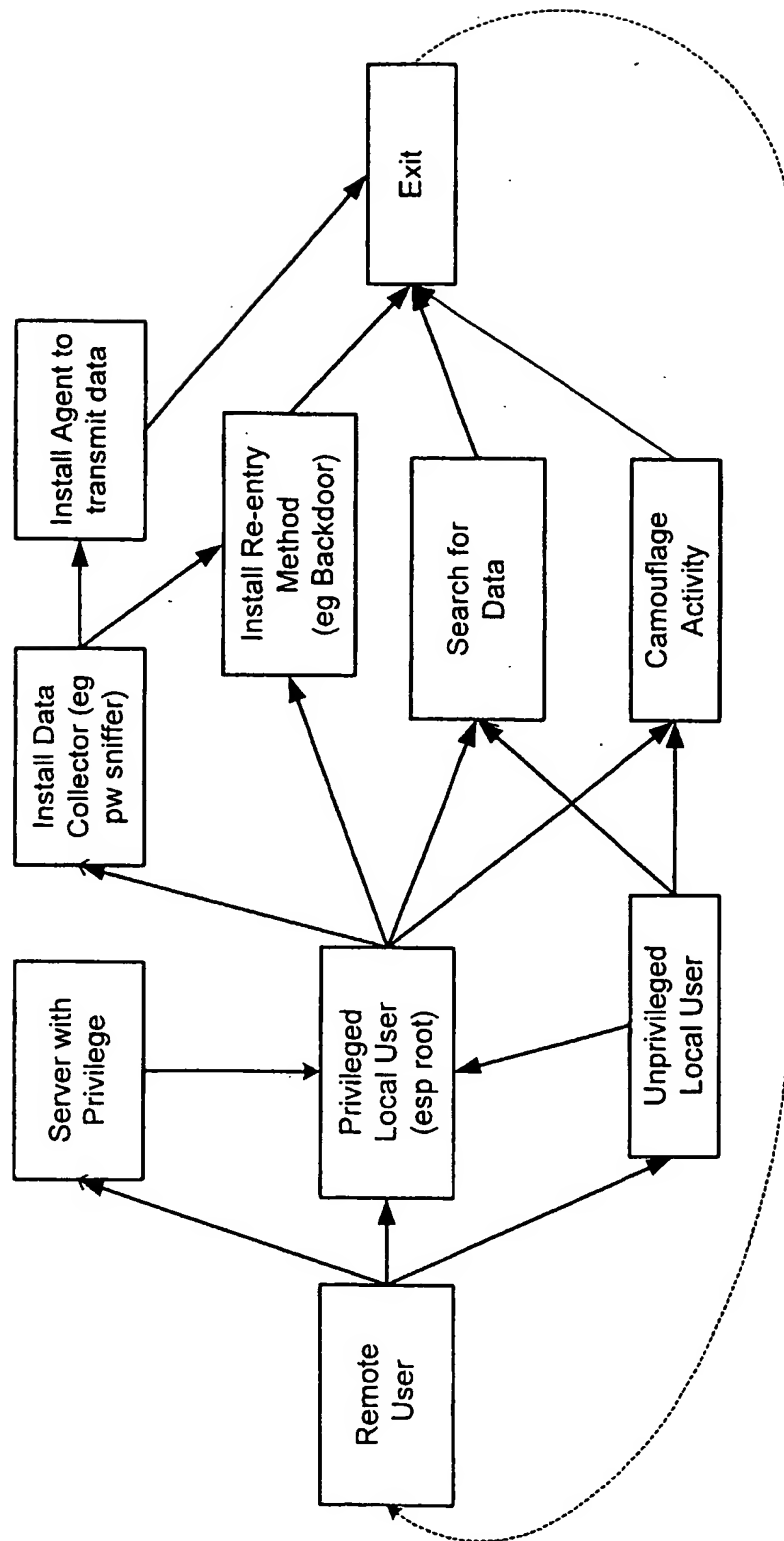 Remote
User
Server with
Privilege
Privileged
Local User
(esp root)
Unprivileged
Local User
Install Data
Collector (eg
pw sniffer)
Install Agent to
transmit data
Install Re-entry
Method
(eg Backdoor)
Search for
Data
Camouflage
Activity
Exit